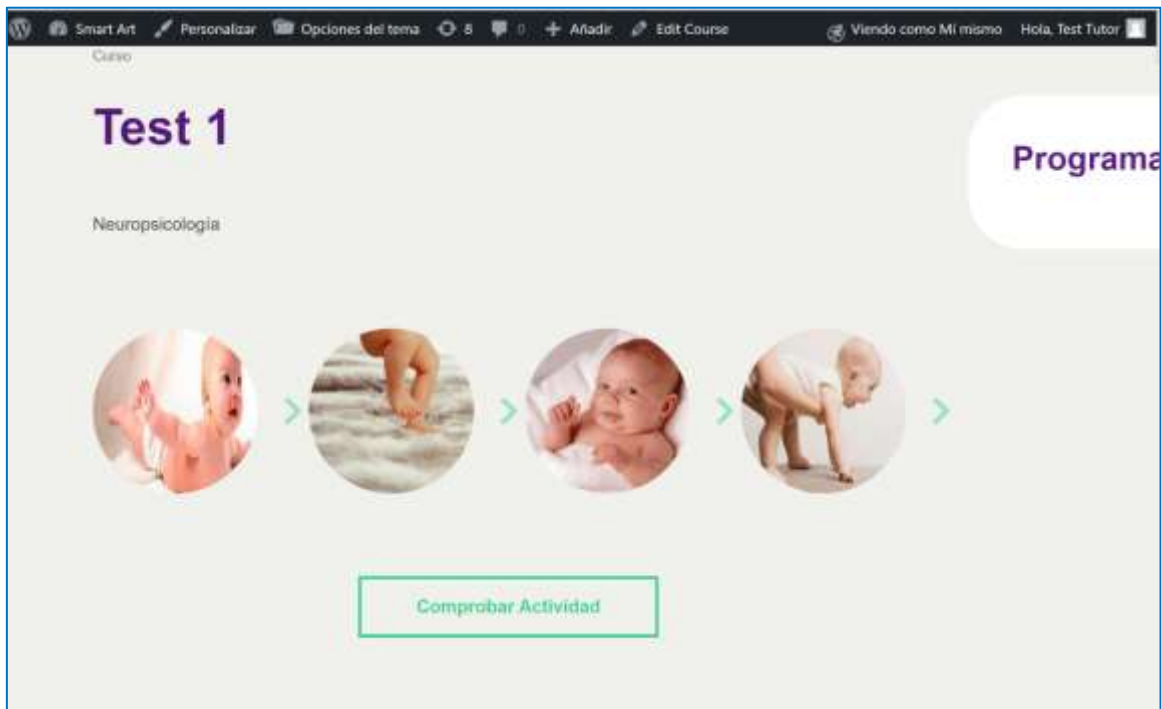 Smart Art Personalizar Opciones del tema 8 0 Añadir Edit Course Viendo como Mí mismo Hola, Test Tutor
Curso
Test 1
Programa
Neuropsicología
Comprobar Actividad